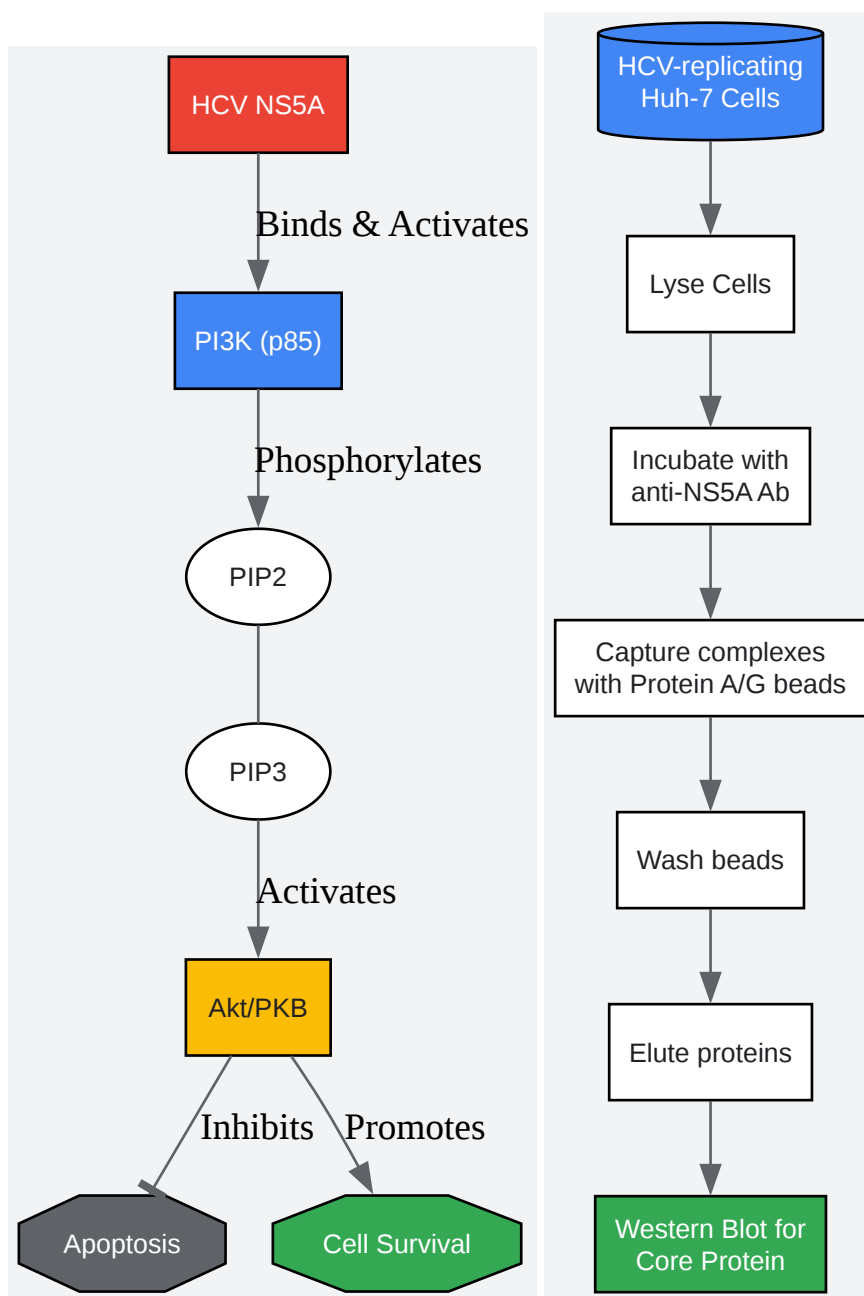 HCV NS5A
Binds & Activates
PI3K (p85)
Phosphorylates
PIP2
PIP3
Activates
Akt/PKB
Inhibits
Promotes
Apoptosis
Cell Survival
HCV-replicating
Huh-7 Cells
Lyse Cells
Incubate with
anti-NS5A Ab
Capture complexes
with Protein A/G beads
Wash beads
Elute proteins
Western Blot for
Core Protein